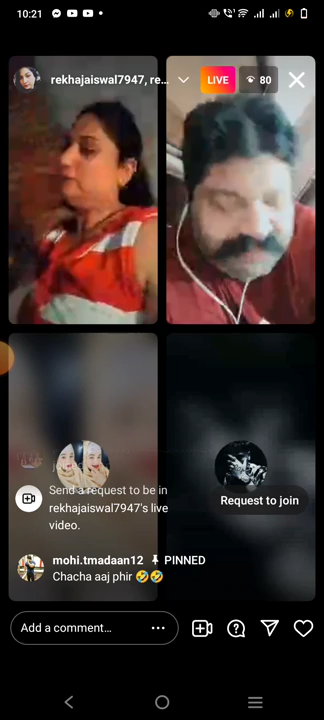 10:21
rekhajaiswal7947, re...
LIVE
80
Send a request to be in
rekhajaiswal7947's live
video.
Request to join
mohi.tmadaan12 PINNED
Chacha aaj phir 🤣🤣
Add a comment...